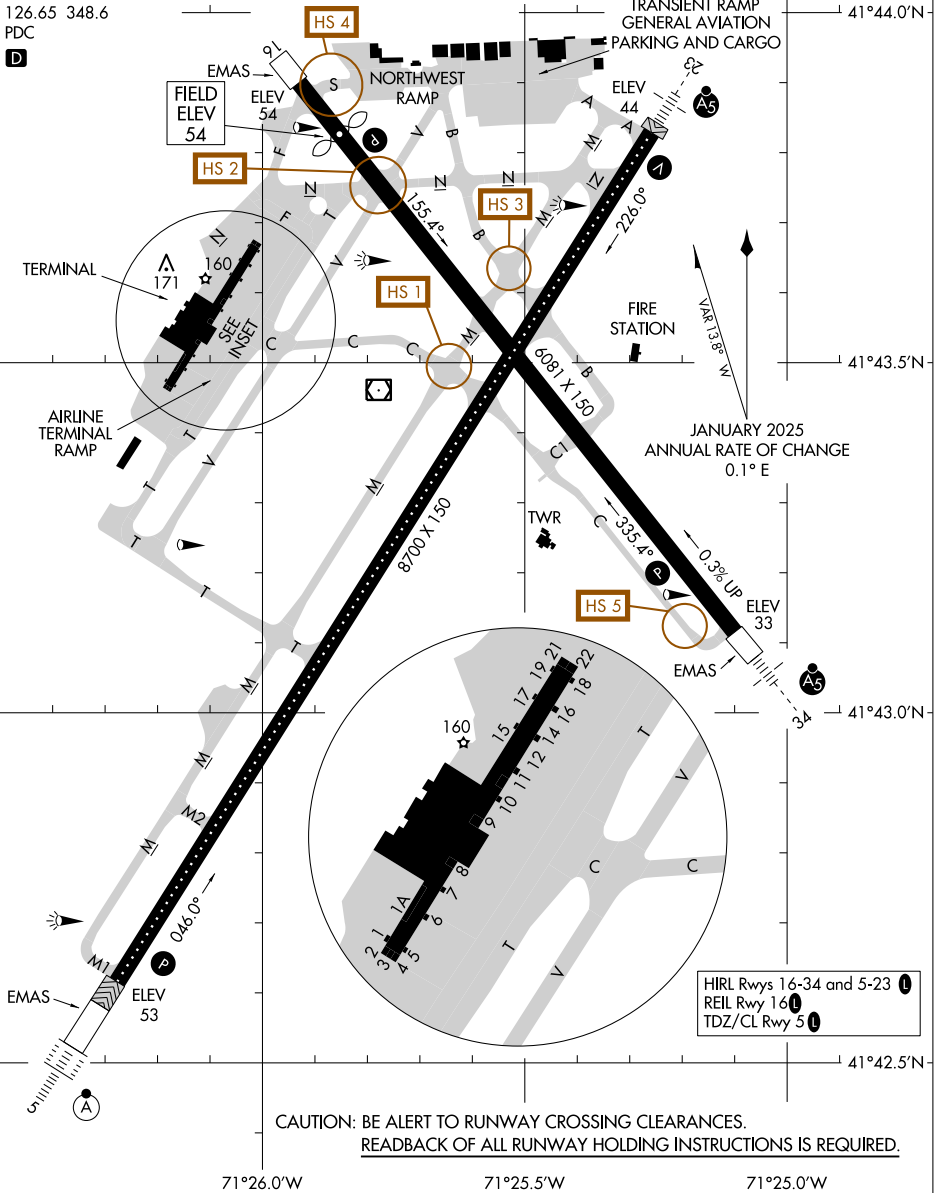 126.65 348.6
PDC
D
HS 4
TRANSIENT RAMP
GENERAL AVIATION
PARKING AND CARGO
41°44.0'N
16
EMAS
S
NORTHWEST
RAMP
ELEV
54
FIELD
ELEV
54
ELEV
44
23
A5
A
A
V
B
M
F
P
V
HS 2
N
N
N
N
IZ
M
HS 3
155.4°
226.0°
F
T
V
B
N
TERMINAL
171
160
SEE
INSET
HS 1
FIRE
STATION
VAR 13.8° W
C
C
C
M
41°43.5'N
6081 X 150
B
AIRLINE
TERMINAL
RAMP
JANUARY 2025
ANNUAL RATE OF CHANGE
0.1° E
T
V
C1
T
M
8700 X 150
TWR
C
335.4°
0.3% UP
P
T
T
HS 5
ELEV
33
EMAS
A5
34
T
M
41°43.0'N
M
M2
M
046.0°
P
M1
EMAS
ELEV
53
5
A
41°42.5'N
160
21
22
19
18
17
16
15
14
12
11
10
9
8
7
6
1A
1
2
3
4
5
T
V
C
C
T
V
HIRL Rwys 16-34 and 5-23 L
REIL Rwy 16 L
TDZ/CL Rwy 5 L
CAUTION: BE ALERT TO RUNWAY CROSSING CLEARANCES.
READBACK OF ALL RUNWAY HOLDING INSTRUCTIONS IS REQUIRED.
71°26.0'W
71°25.5'W
71°25.0'W